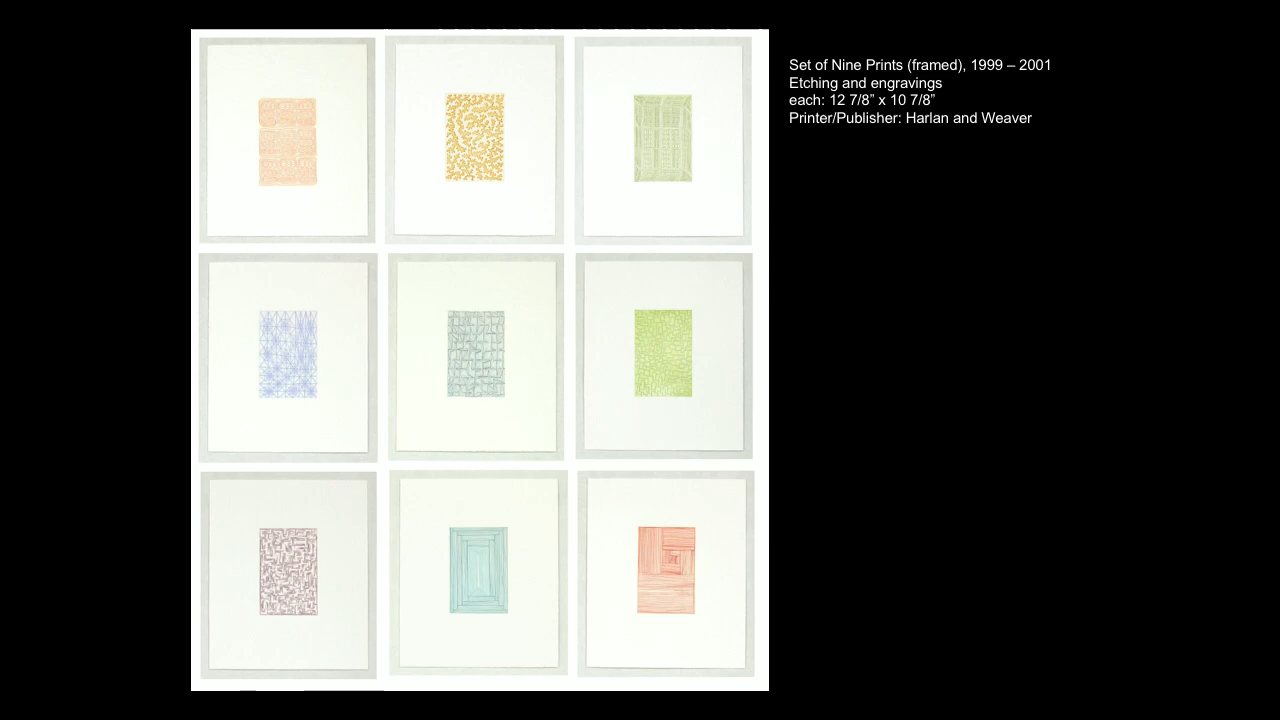 Set of Nine Prints (framed), 1999 – 2001
Etching and engravings
each: 12 7/8” x 10 7/8”
Printer/Publisher: Harlan and Weaver